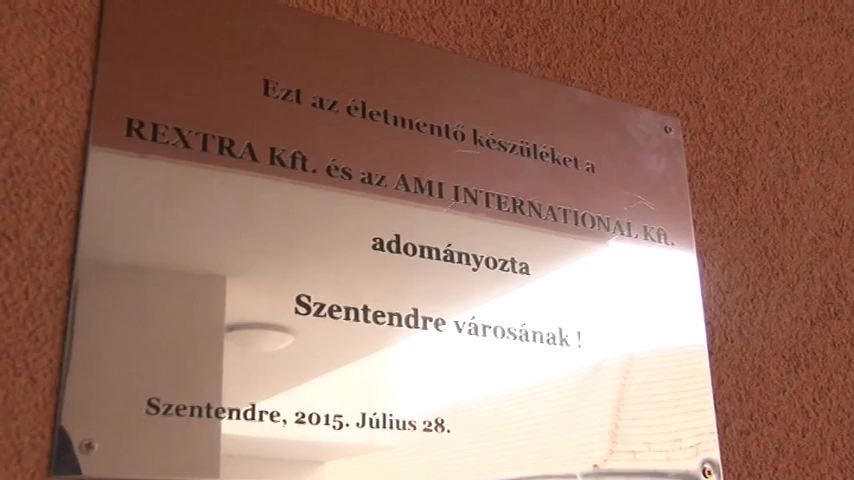 Ezt az életmentő készüléket a
REXTRA Kft. és az AMI INTERNATIONAL Kft.
adományozta
Szentendre városának !
Szentendre, 2015. Július 28.